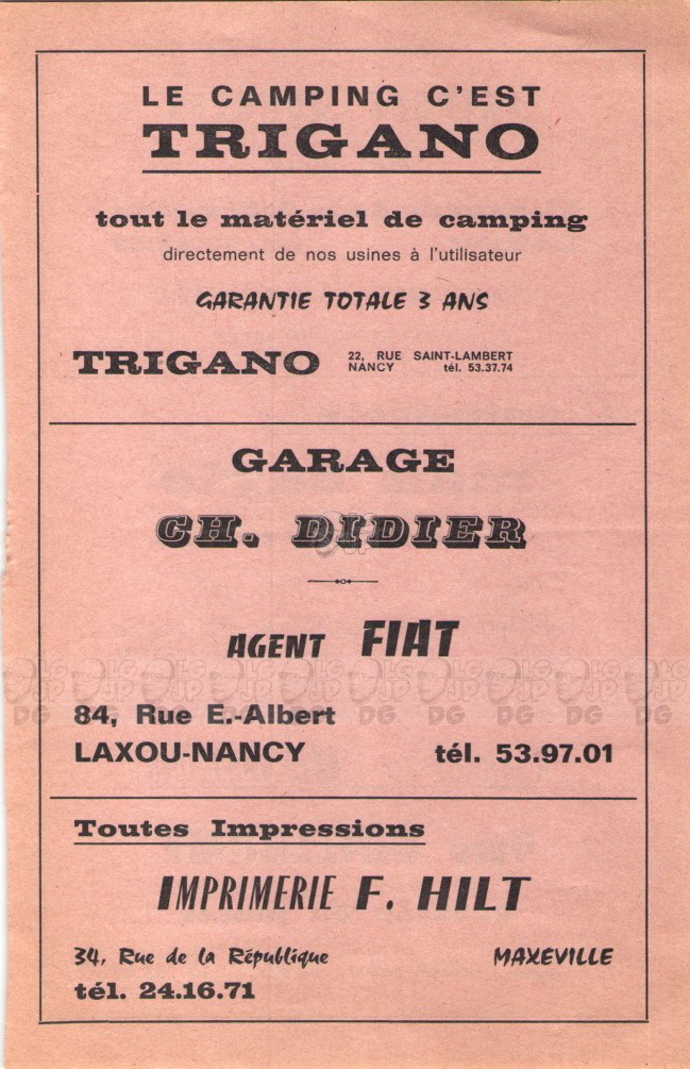 LE CAMPING C'EST
TRIGANO
tout le matériel de camping
directement de nos usines à l'utilisateur
GARANTIE TOTALE 3 ANS
TRIGANO
22, RUE SAINT-LAMBERT
NANCY tél. 53.37.74
GARAGE
CH. DIDIER
AGENT FIAT
84, Rue E.-Albert
LAXOU-NANCY tél. 53.97.01
Toutes Impressions
IMPRIMERIE F. HILT
34, Rue de la République MAXEVILLE
tél. 24.16.71